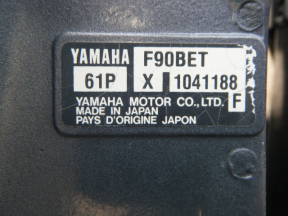 YAMAHA F90BET
61P X 1041188
YAMAHA MOTOR CO., LTD. F
MADE IN JAPAN
PAYS D'ORIGINE JAPON